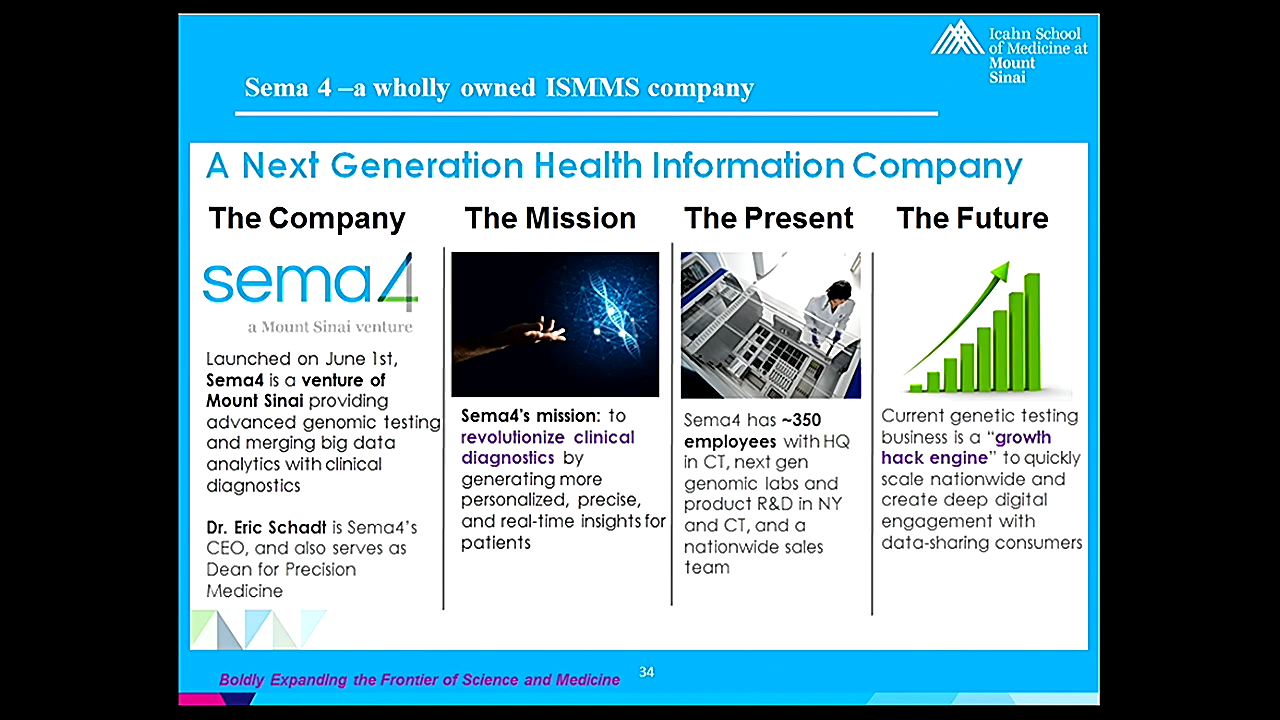 Icahn School
of Medicine at
Mount
Sinai
Sema 4 –a wholly owned ISMMS company
A Next Generation Health Information Company
The Company
sema4
a Mount Sinai venture
Launched on June 1st,
Sema4 is a venture of
Mount Sinai providing
advanced genomic testing
and merging big data
analytics with clinical
diagnostics
Dr. Eric Schadt is Sema4's
CEO, and also serves as
Dean for Precision
Medicine
The Mission
Sema4's mission: to
revolutionize clinical
diagnostics by
generating more
personalized, precise,
and real-time insights for
patients
The Present
Sema4 has ~350
employees with HQ
in CT, next gen
genomic labs and
product R&D in NY
and CT, and a
nationwide sales
team
The Future
Current genetic testing
business is a “growth
hack engine” to quickly
scale nationwide and
create deep digital
engagement with
data-sharing consumers
Boldly Expanding the Frontier of Science and Medicine
34